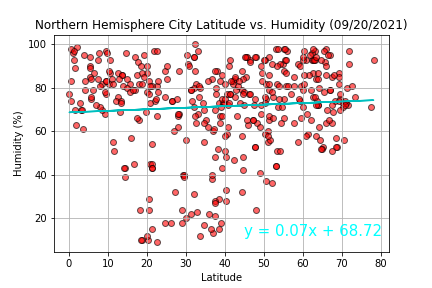 Northern Hemisphere City Latitude vs. Humidity (09/20/2021)
100
80
60
40
20
Humidity (%)
y = 0.07x + 68.72
0 10 20 30 40 50 60 70 80
Latitude